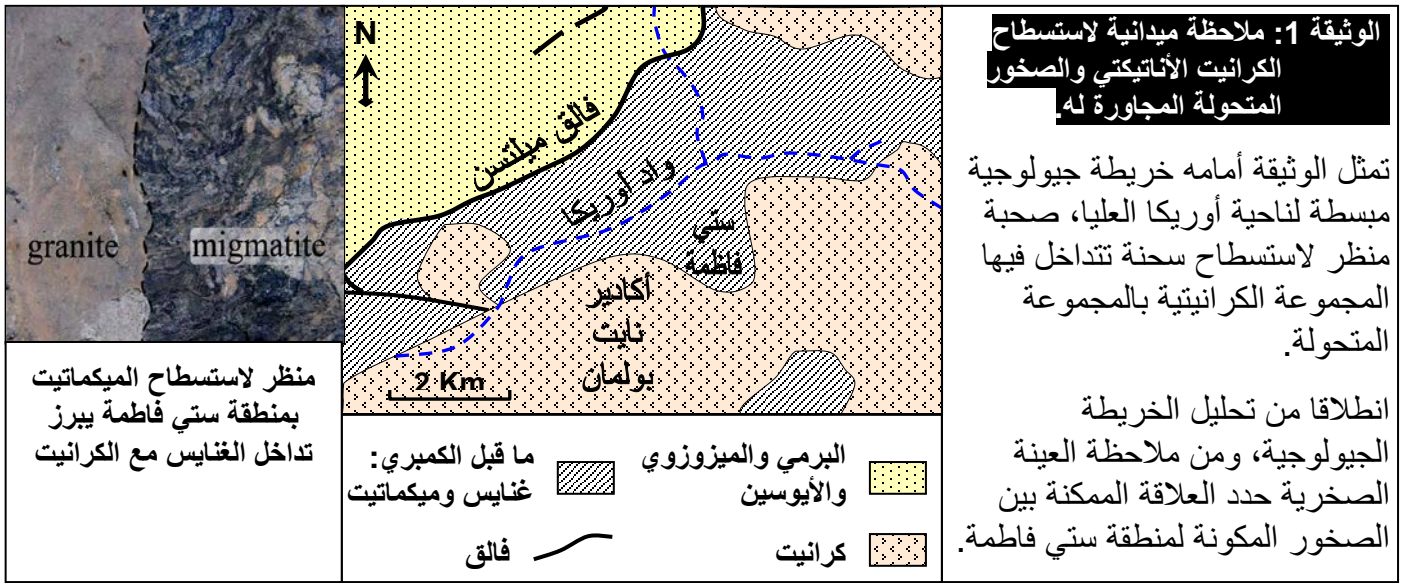 الوثيقة 1: ملاحظة ميدانية لاستسطاح
الكرانيت الأناتيكتي والصخور
المتحولة المجاورة له.
تمثل الوثيقة أمامه خريطة جيولوجية
مبسطة لناحية أوريكا العليا، صحبة
منظر لاستسطاح سحنة تتداخل فيها
المجموعة الكرانيتية بالمجموعة
المتحولة.
انطلاقا من تحليل الخريطة
الجيولوجية، ومن ملاحظة العينة
الصخرية حدد العلاقة الممكنة بين
الصخور المكونة لمنطقة ستي فاطمة.
N
فالق ميلتسن
واد أوريكا
ستي
فاظمة
أكادير
نايت
بولمان
2 Km
البرمي والميزوزوي
والأيوسين
ما قبل الكمبري:
غنايس وميكماتيت
كرانيت
فالق
granite
migmatite
منظر لاستسطاح الميكماتيت
بمنطقة ستي فاطمة يبرز
تداخل الغنايس مع الكرانيت